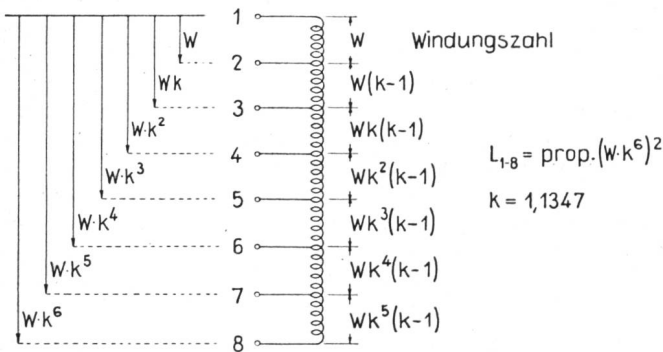 1
W W Windungszahl
2
Wk W(k-1)
3
W·k² Wk(k-1)
4
W·k³ Wk²(k-1) L₁₋₈ = prop.(W·k⁶)²
5 k = 1,1347
W·k⁴ Wk³(k-1)
6
W·k⁵ Wk⁴(k-1)
7
W·k⁶ Wk⁵(k-1)
8